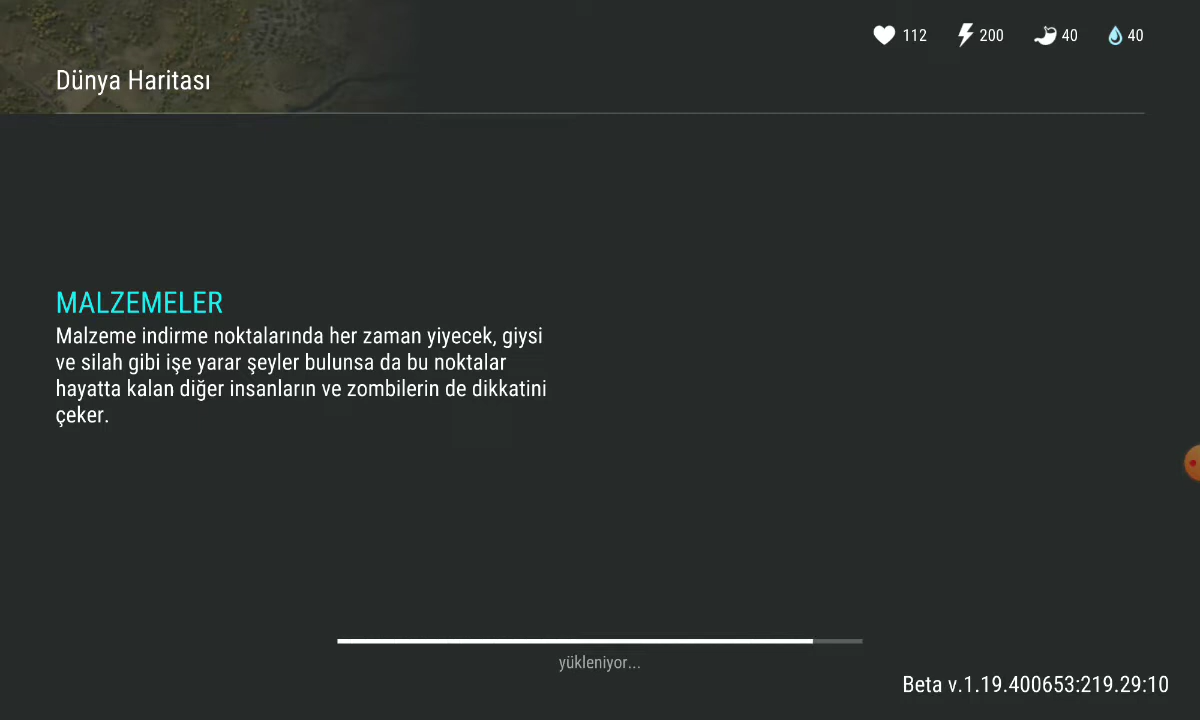 112 200 40 40
Dünya Haritası
MALZEMELER
Malzeme indirme noktalarında her zaman yiyecek, giysi
ve silah gibi işe yarar şeyler bulunsa da bu noktalar
hayatta kalan diğer insanların ve zombilerin de dikkatini
çeker.
yükleniyor...
Beta v.1.19.400653:219.29:10